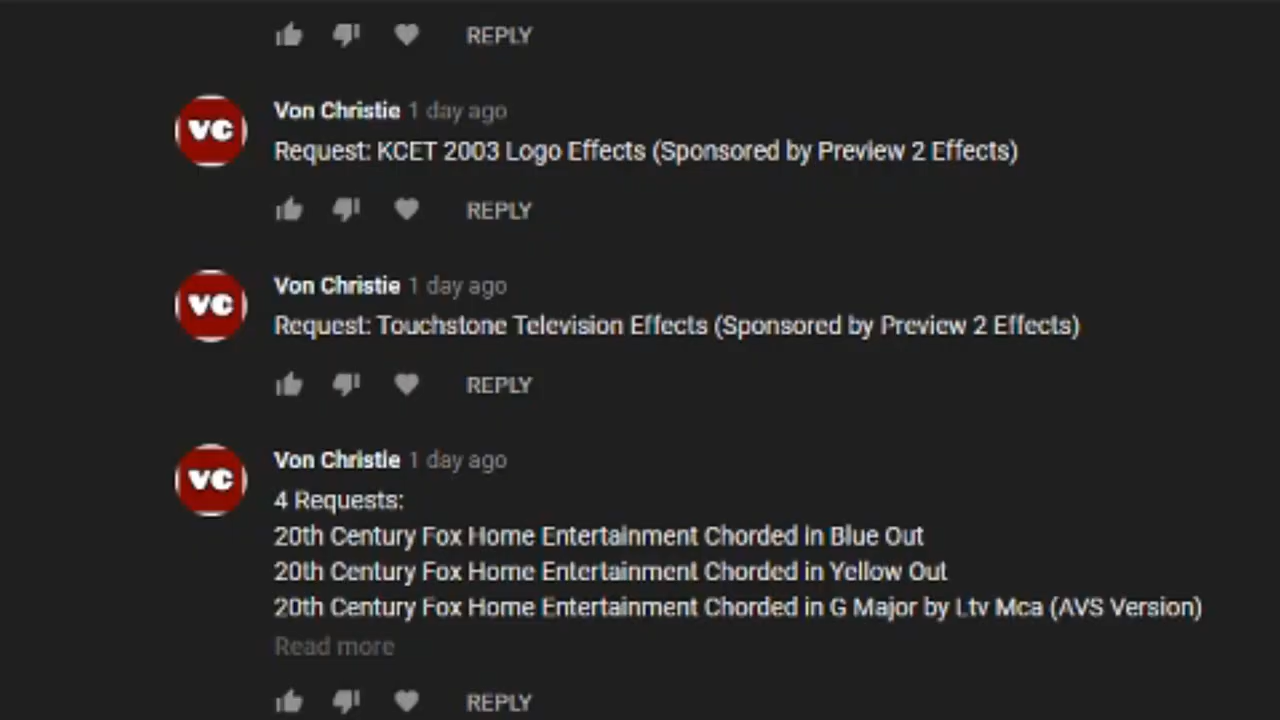 REPLY
VC
Von Christie 1 day ago
Request: KCET 2003 Logo Effects (Sponsored by Preview 2 Effects)
REPLY
VC
Von Christie 1 day ago
Request: Touchstone Television Effects (Sponsored by Preview 2 Effects)
REPLY
VC
Von Christie 1 day ago
4 Requests:
20th Century Fox Home Entertainment Chorded in Blue Out
20th Century Fox Home Entertainment Chorded in Yellow Out
20th Century Fox Home Entertainment Chorded in G Major by Ltv Mca (AVS Version)
Read more
REPLY